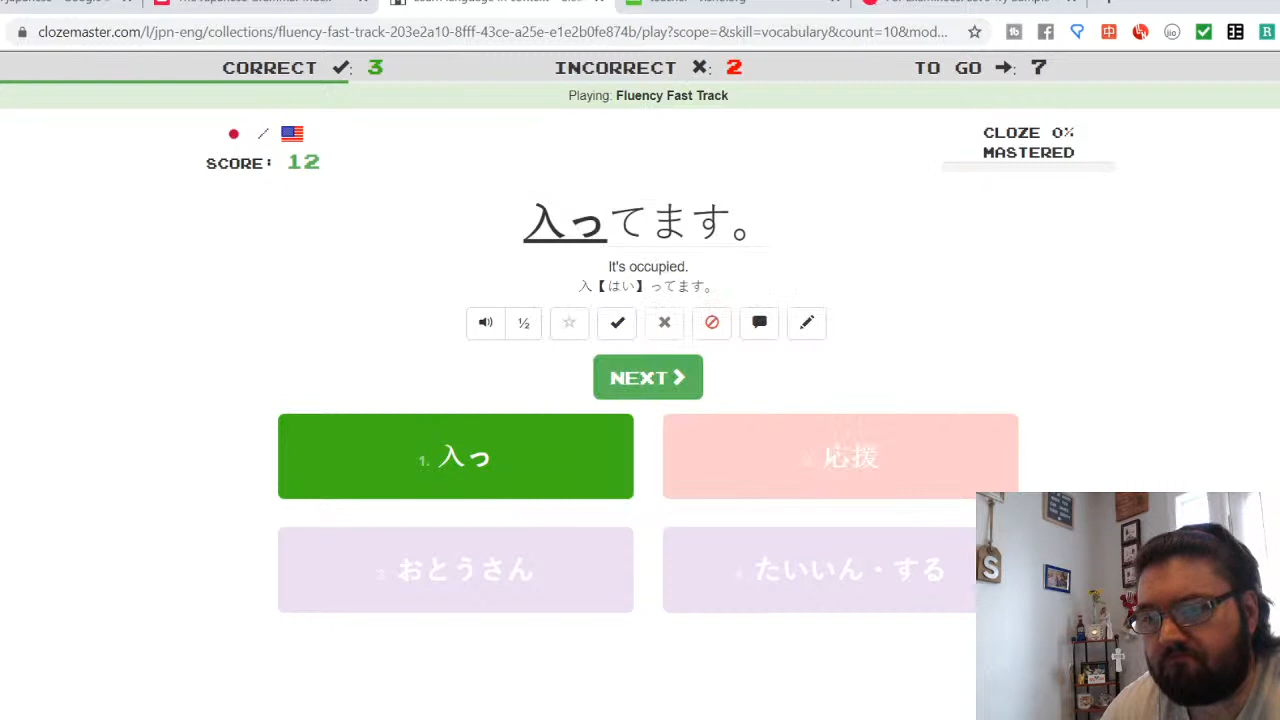 clozemaster.com/l/jpn-eng/collections/fluency-fast-track-20312a10-8fff-43ce-a25b-e1e2b0fe874b/play?scope=&skill=vocabulary&count=10&mod...
CORRECT ✔: 3 INCORRECT ✖: 2 TO GO ➔: 7
Playing: Fluency Fast Track
SCORE: 12
CLOZE 0%
MASTERED
入ってます。
It's occupied.
入【はい】ってます。
½
NEXT
1. 入っ
応援
おとうさん
4. たいいん・する
S